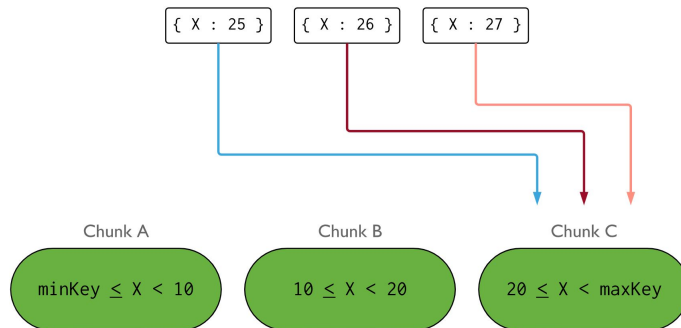 { X : 25 } { X : 26 } { X : 27 }
Chunk A Chunk B Chunk C
minKey ≤ X < 10 10 ≤ X < 20 20 ≤ X < maxKey